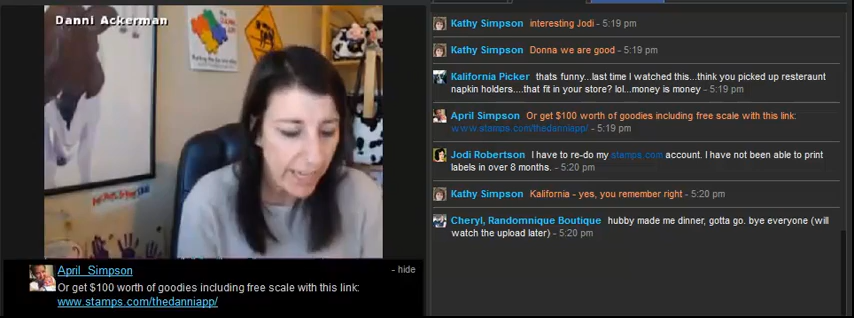 Danni Ackerman
April_Simpson
- hide
Or get $100 worth of goodies including free scale with this link:
www.stamps.com/thedanniapp/
Kathy Simpson interesting Jodi - 5:19 pm
Kathy Simpson Donna we are good - 5:19 pm
Kalifornia Picker thats funny...last time I watched this...think you picked up resteraunt
napkin holders....that fit in your store? lol...money is money - 5:19 pm
April Simpson Or get $100 worth of goodies including free scale with this link:
www.stamps.com/thedanniapp/ - 5:19 pm
Jodi Robertson I have to re-do my stamps.com account. I have not been able to print
labels in over 8 months. - 5:20 pm
Kathy Simpson Kalifornia - yes, you remember right - 5:20 pm
Cheryl, Randomnique Boutique hubby made me dinner, gotta go. bye everyone (will
watch the upload later) - 5:20 pm